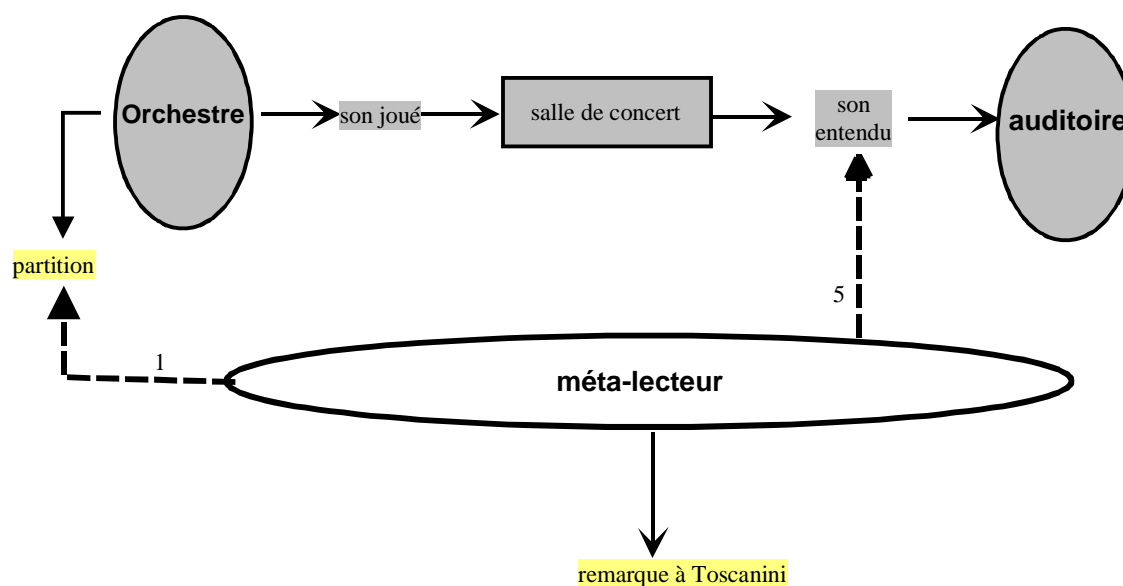 Orchestre
son joué
salle de concert
son
entendu
auditoire
partition
5
1
méta-lecteur
remarque à Toscanini